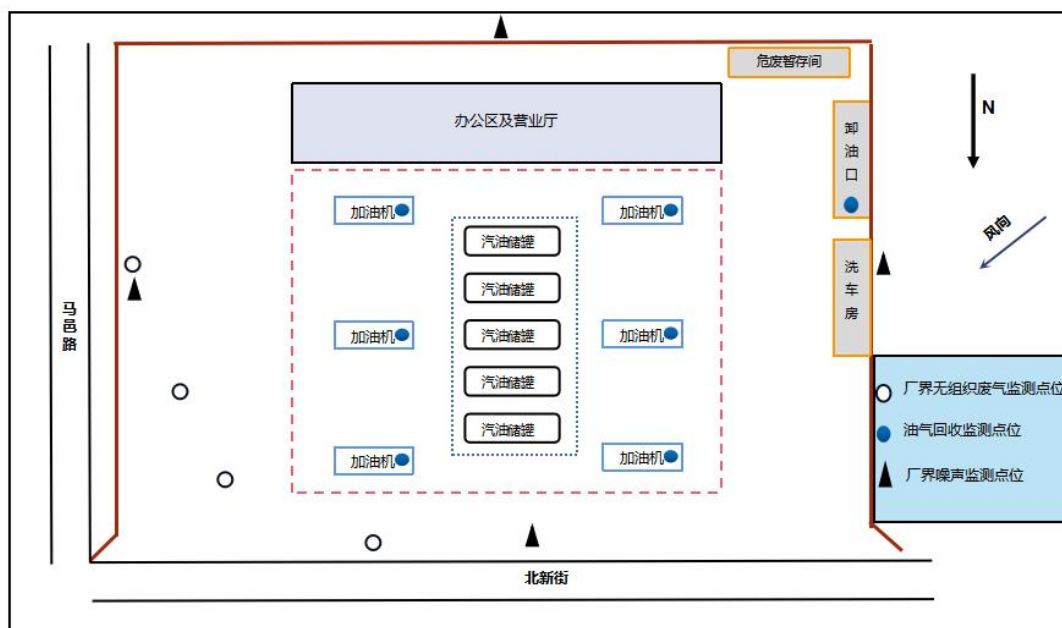 危废暂存间
办公区及营业厅
卸油口
N
风向
加油机
加油机
汽油储罐
汽油储罐
洗车房
马邑路
加油机
汽油储罐
加油机
汽油储罐
厂界无组织废气监测点位
汽油储罐
油气回收监测点位
加油机
加油机
厂界噪声监测点位
北新街